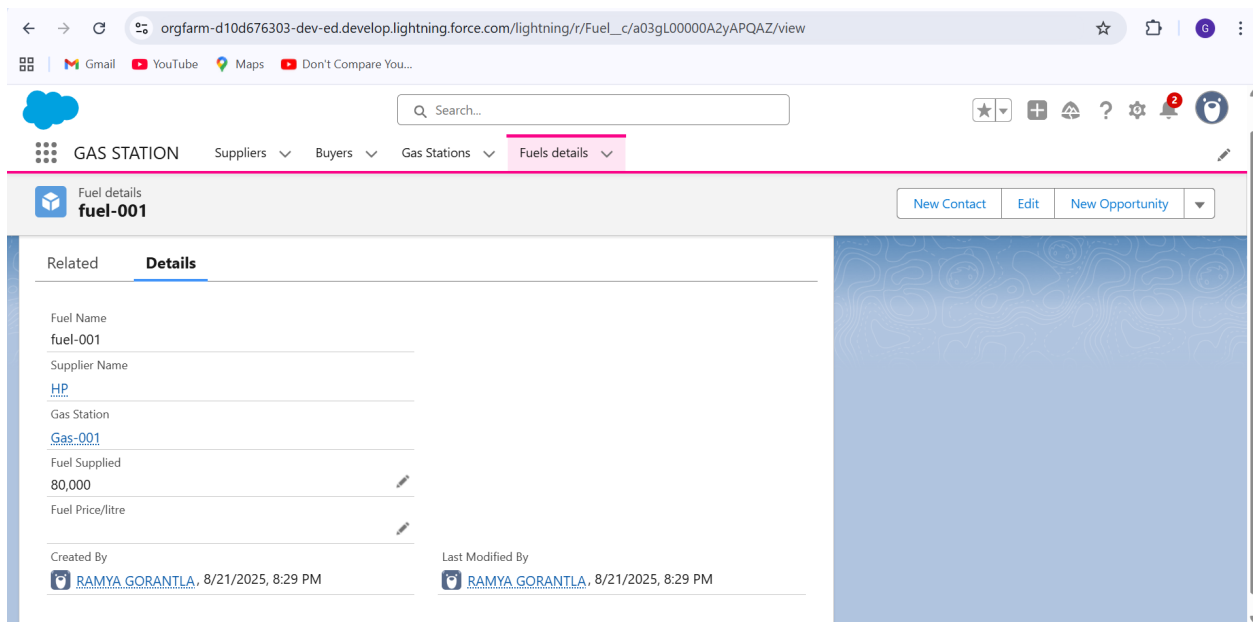 orgfarm-d10d676303-dev-ed.develop.lightning.force.com/lightning/r/Fuel__c/a03gL00000A2yAPQAZ/view
G
Gmail YouTube Maps Don't Compare You...
Search...
2
GAS STATION Suppliers Buyers Gas Stations Fuels details
Fuel details
fuel-001
New Contact Edit New Opportunity
Related Details
Fuel Name
fuel-001
Supplier Name
HP
Gas Station
Gas-001
Fuel Supplied
80,000
Fuel Price/litre
Created By Last Modified By
RAMYA GORANTLA, 8/21/2025, 8:29 PM RAMYA GORANTLA, 8/21/2025, 8:29 PM